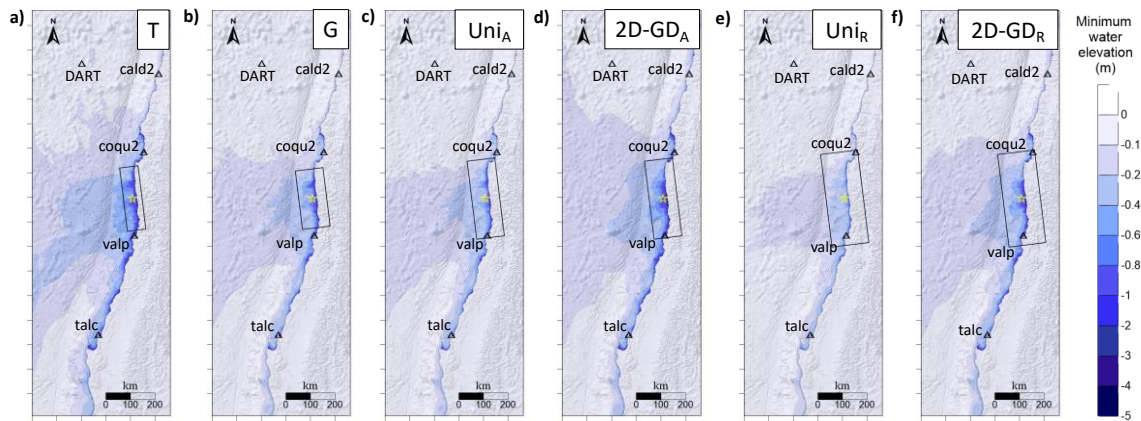 a)
N
T
DART
cald2
coqu2
valp
talc
km
0 100 200
b)
N
G
DART
cald2
coqu2
valp
talc
km
0 100 200
c)
N
UniA
DART
cald2
coqu2
valp
talc
km
0 100 200
d)
N
2D-GDA
DART
cald2
coqu2
valp
talc
km
0 100 200
e)
N
UniR
DART
cald2
coqu2
valp
talc
km
0 100 200
f)
N
2D-GDR
DART
cald2
coqu2
valp
talc
km
0 100 200
Minimum
water
elevation
(m)
0
-0.1
-0.2
-0.4
-0.6
-0.8
-1
-2
-3
-4
-5